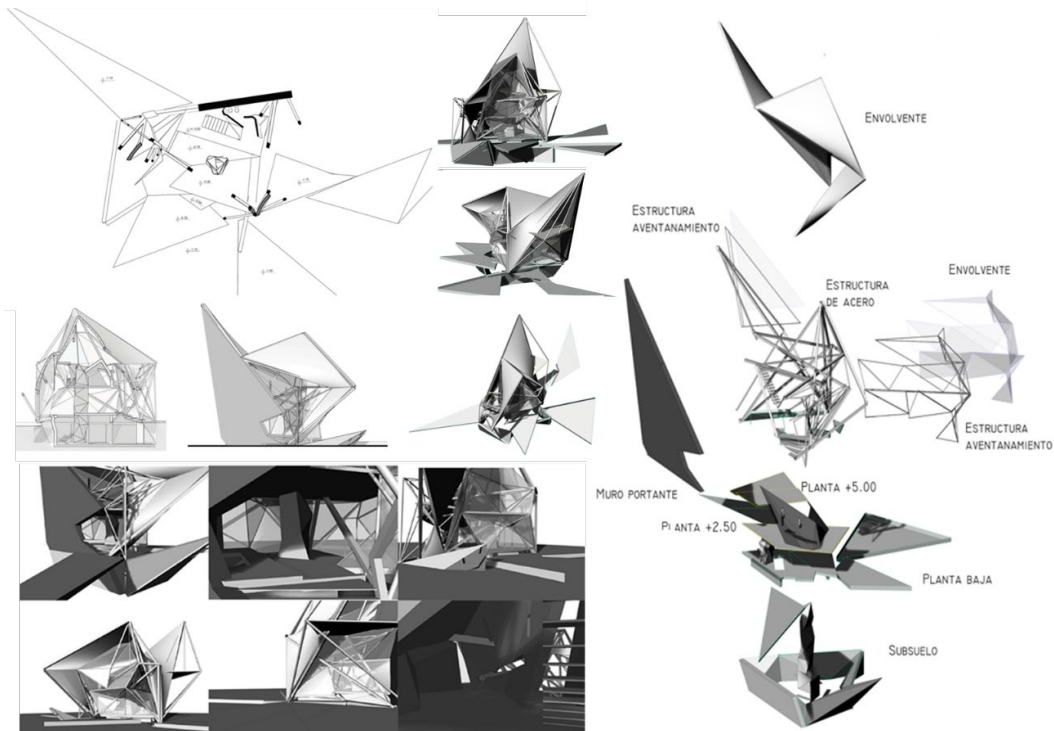 ENVOLVENTE
ESTRUCTURA
AVENTANAMIENTO
ESTRUCTURA
DE ACERO
ENVOLVENTE
ESTRUCTURA
AVENTANAMIENTO
MURO PORTANTE
PLANTA +5.00
PLANTA +2.50
PLANTA BAJA
SUBSUELO